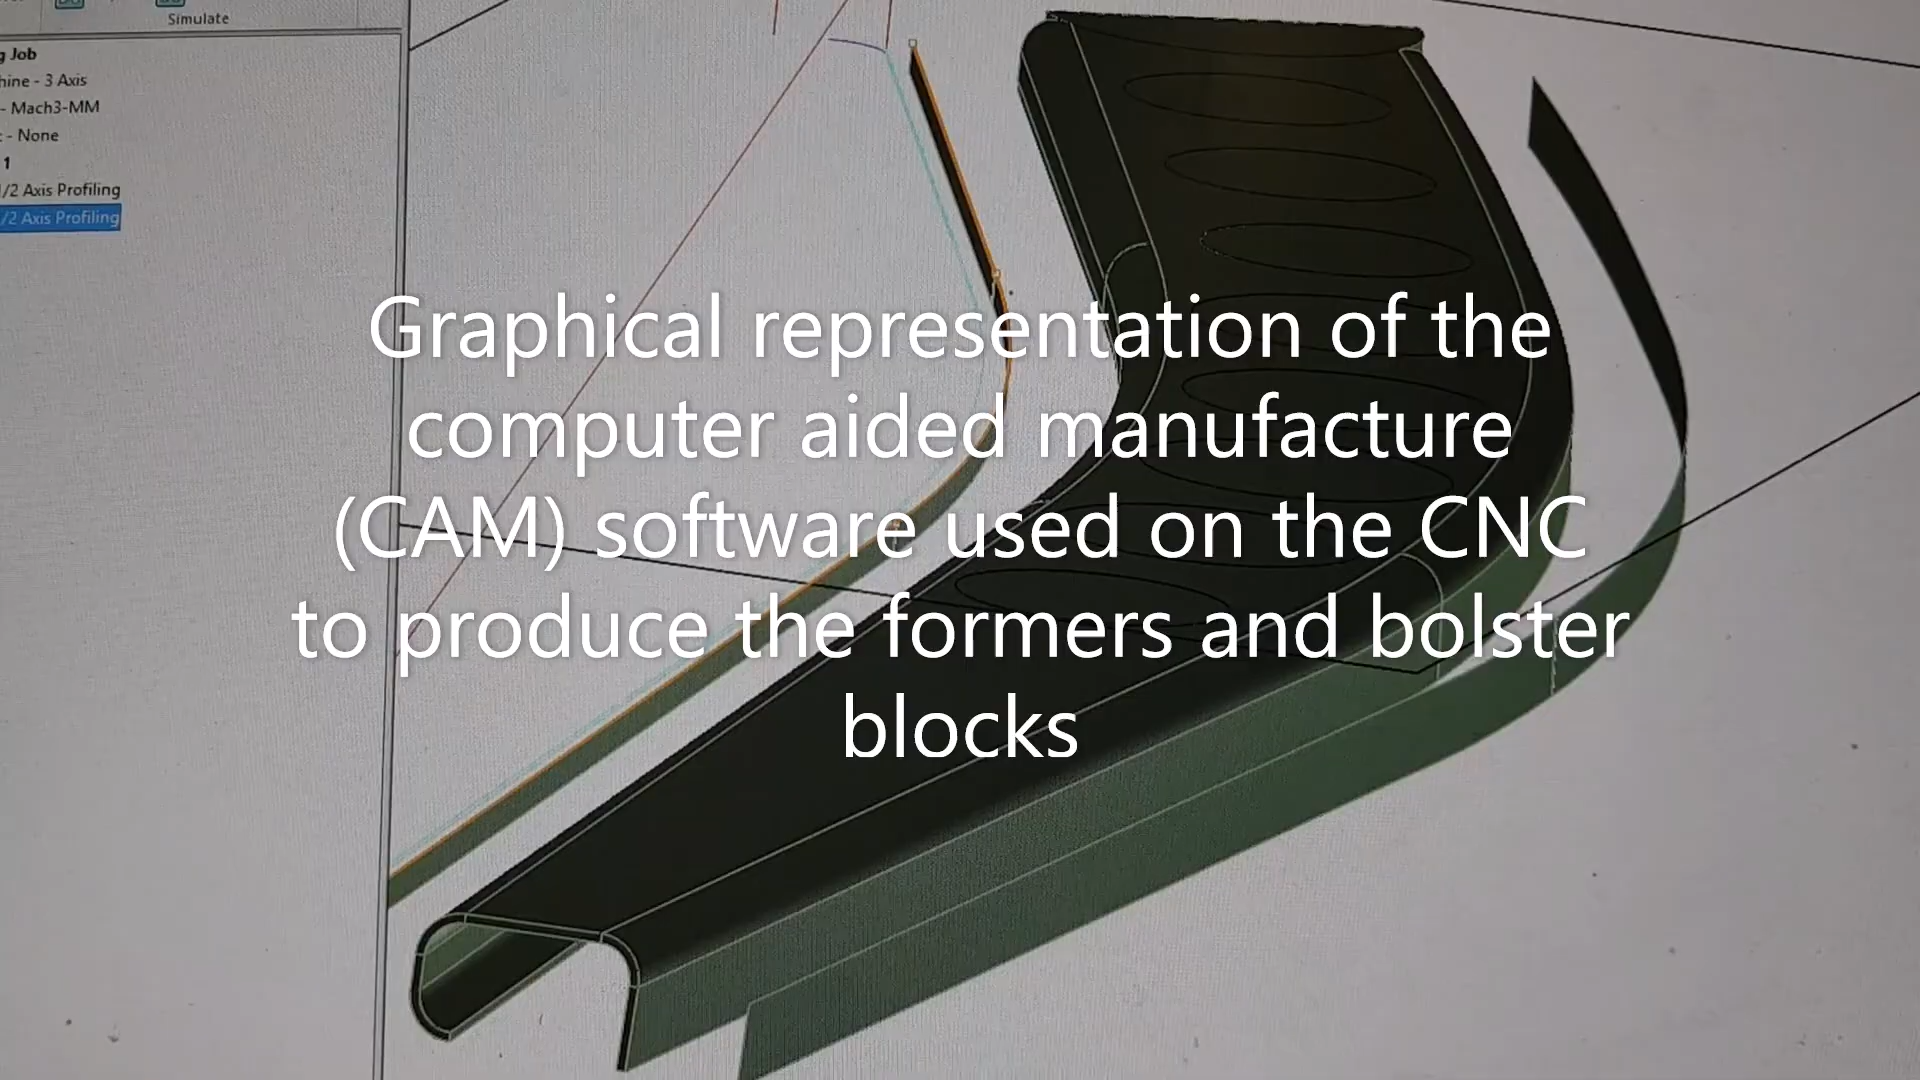 Simulate
Job
- 3 Axis
- Mach3-MM
- None
1
/2 Axis Profiling
/2 Axis Profiling
Graphical representation of the
computer aided manufacture
(CAM) software used on the CNC
to produce the formers and bolster
blocks